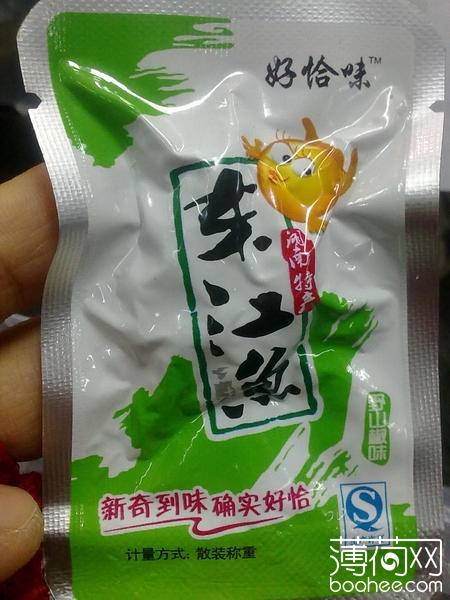 好恰味™
东江鱼
湖南特产
野山椒味
新奇到味 确实好恰
计量方式: 散装称重
薄荷网
boohee.com